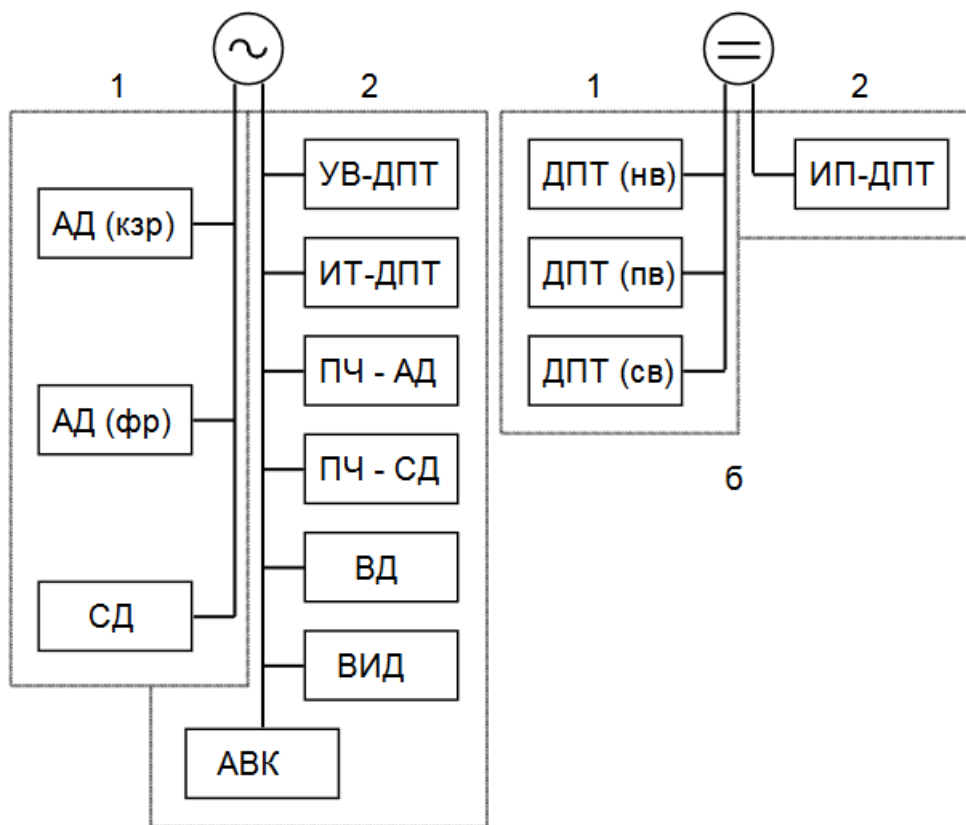 1
2
1
2
АД (кзр)
АД (фр)
СД
УВ-ДПТ
ИТ-ДПТ
ПЧ - АД
ПЧ - СД
ВД
ВИД
АВК
ДПТ (нв)
ДПТ (пв)
ДПТ (св)
ИП-ДПТ
б